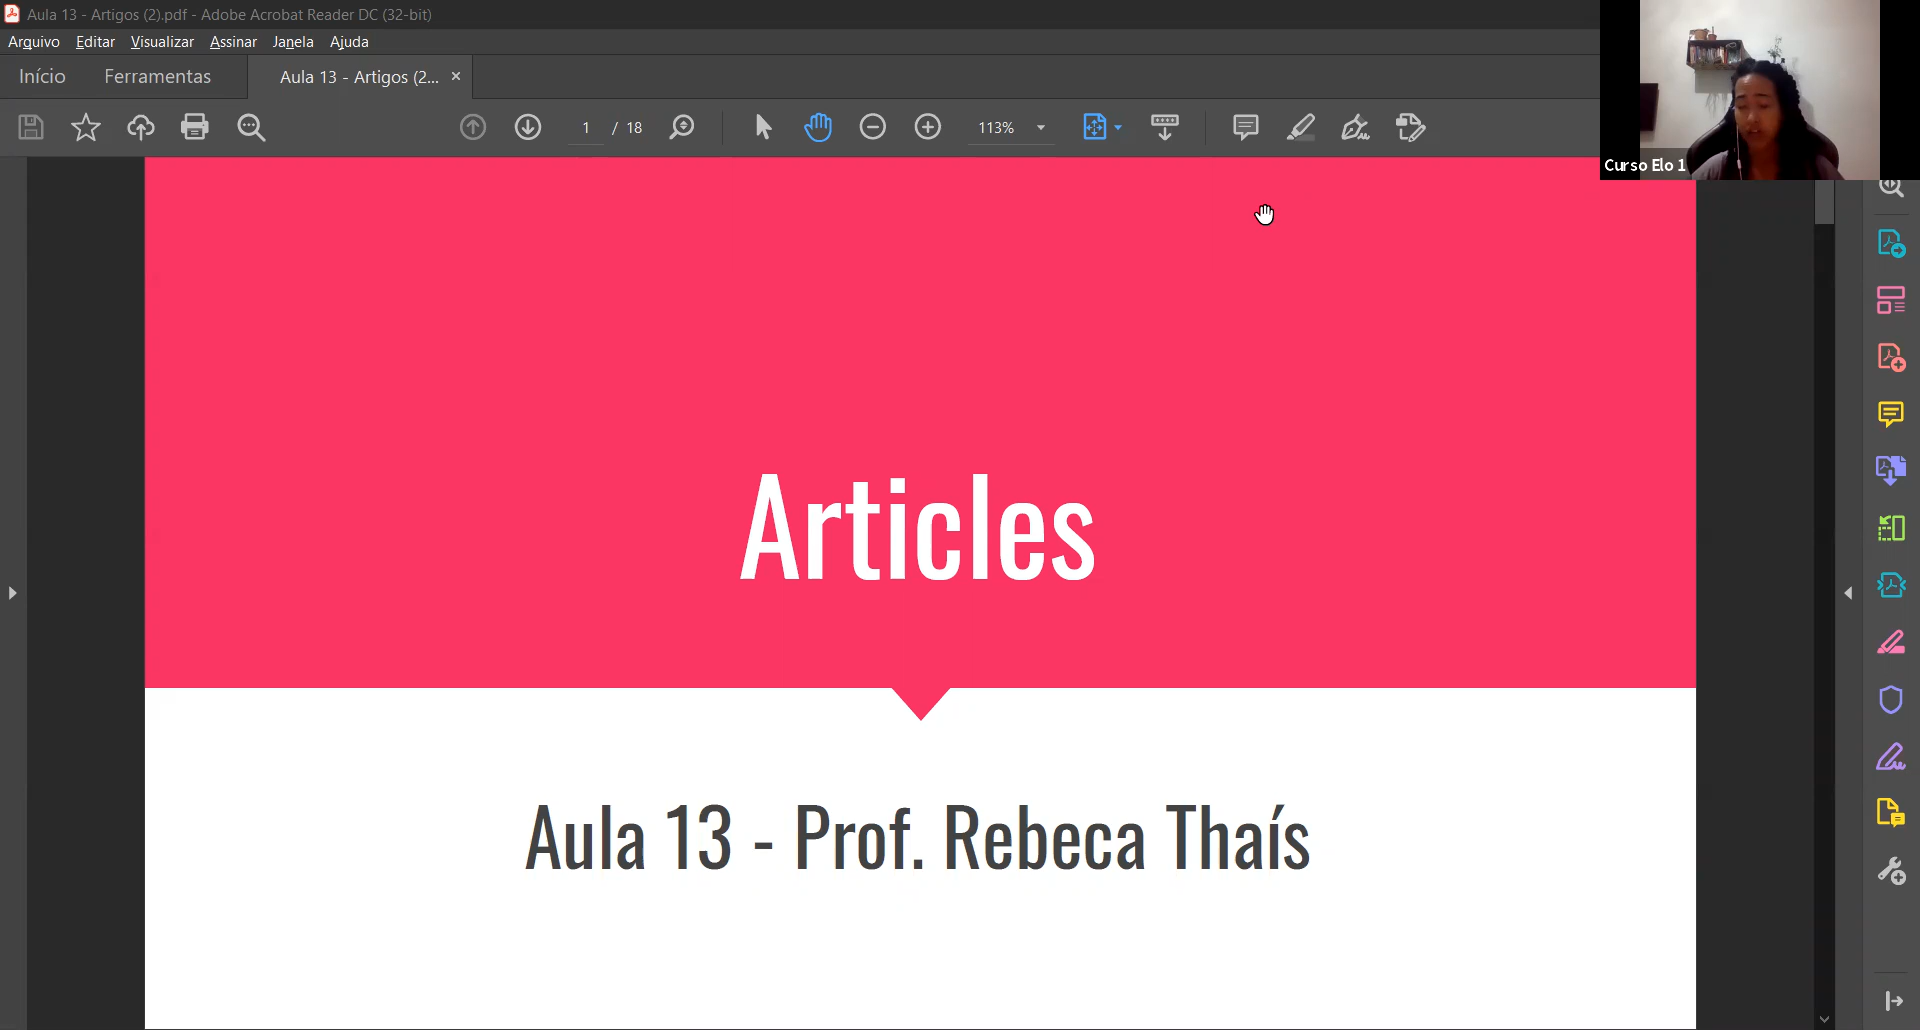 Aula 13 - Artigos (2).pdf - Adobe Acrobat Reader DC (32-bit)
Arquivo Editar Visualizar Assinar Janela Ajuda
Início Ferramentas Aula 13 - Artigos (2... ×
1 / 18 113%
Curso Elo 1
Articles
Aula 13 - Prof. Rebeca Thaís